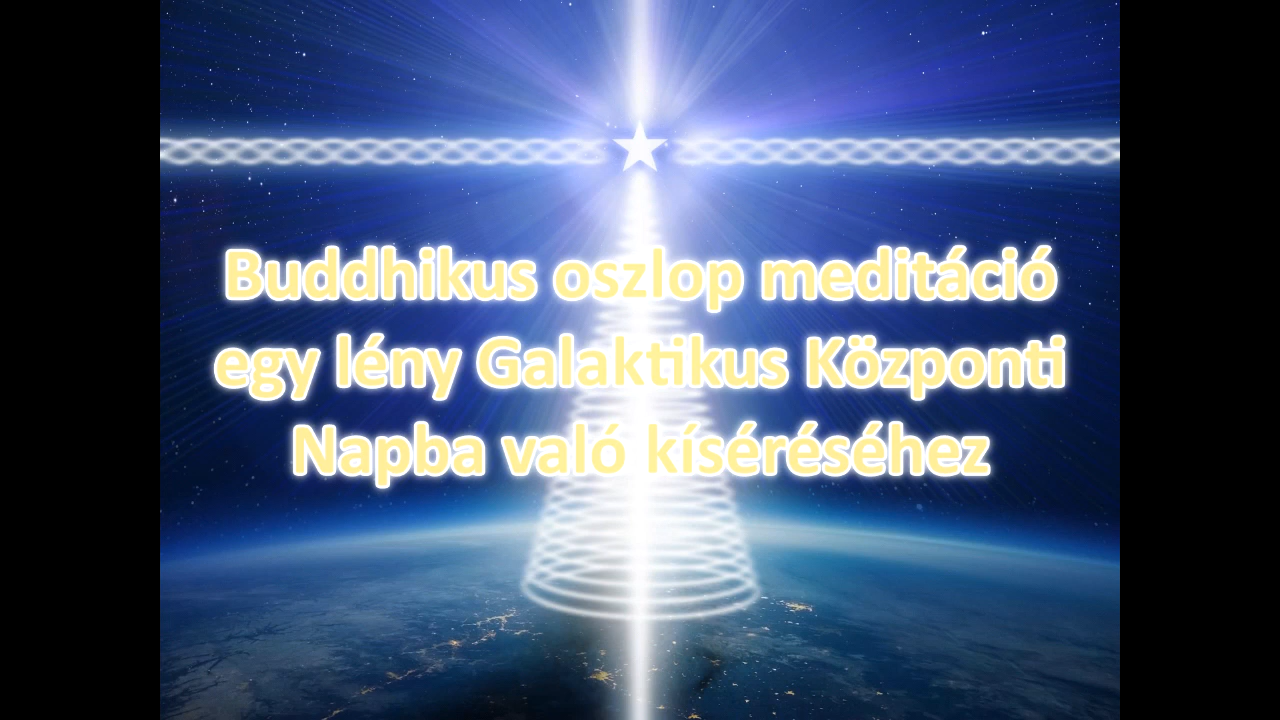 Buddhikus oszlop meditáció
egy lény Galaktikus Központi
Napba való kíséréséhez